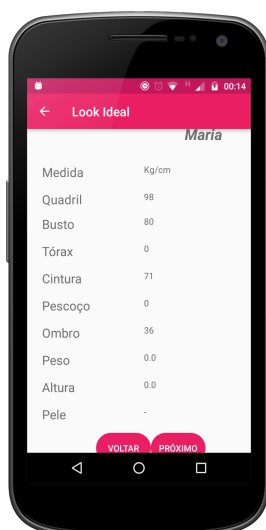 H 00:14
Look Ideal
Maria
Medida Kg/cm
Quadril 98
Busto 80
Tórax 0
Cintura 71
Pescoço 0
Ombro 36
Peso 0.0
Altura 0.0
Pele -
VOLTAR PRÓXIMO